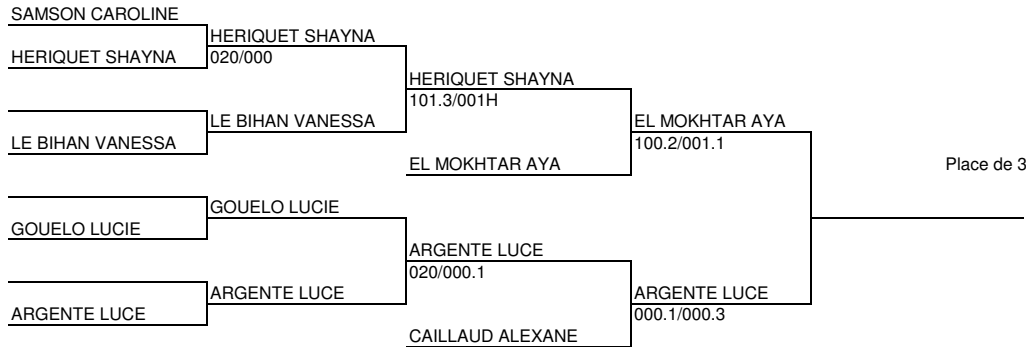 SAMSON CAROLINE
HERIQUET SHAYNA
HERIQUET SHAYNA
020/000
HERIQUET SHAYNA
101.3/001H
LE BIHAN VANESSA
EL MOKHTAR AYA
LE BIHAN VANESSA
100.2/001.1
EL MOKHTAR AYA
Place de 3
GOUELO LUCIE
GOUELO LUCIE
ARGENTE LUCE
020/000.1
ARGENTE LUCE
ARGENTE LUCE
ARGENTE LUCE
000.1/000.3
CAILLAUD ALEXANE